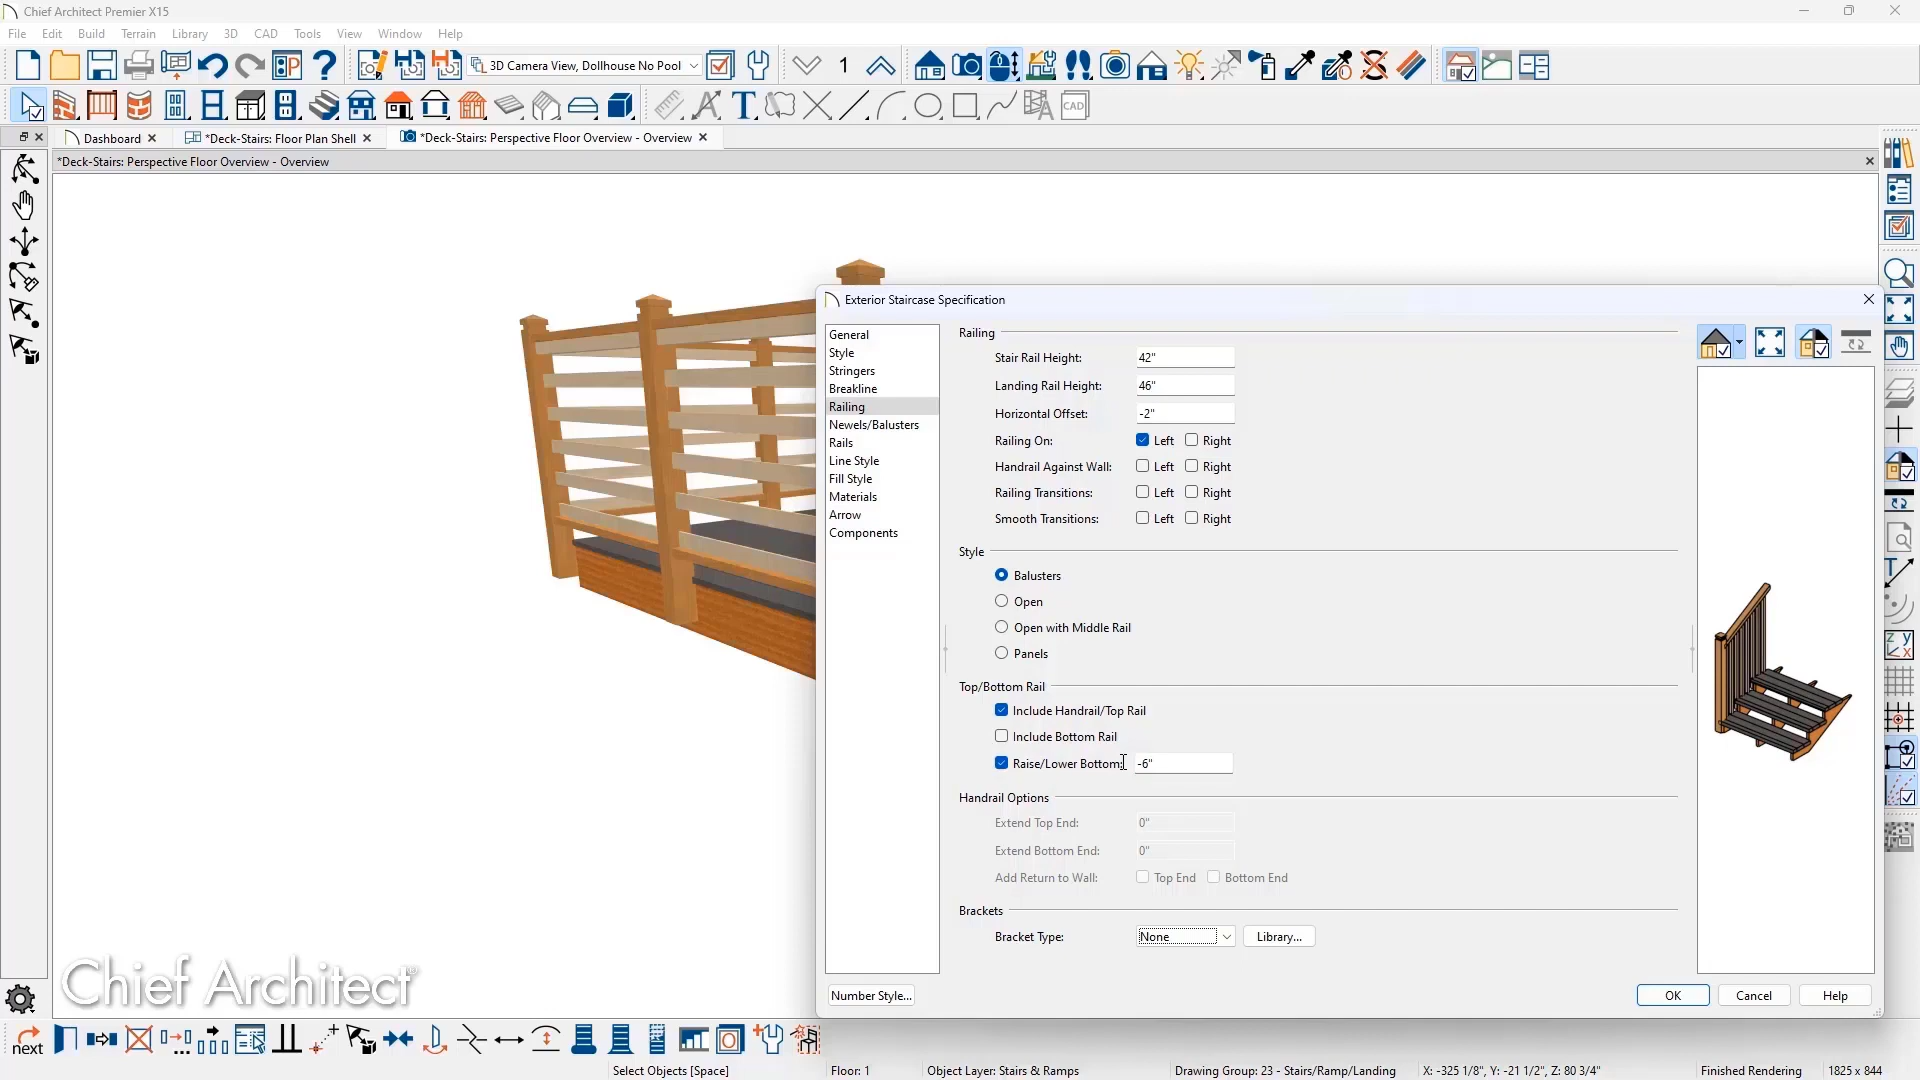 Chief Architect Premier X15
File Edit Build Terrain Library 3D CAD Tools View Window Help
3D Camera View, Dollhouse No Pool 1
T CAD
Dashboard *Deck-Stairs: Floor Plan Shell *Deck-Stairs: Perspective Floor Overview - Overview
*Deck-Stairs: Perspective Floor Overview - Overview
Exterior Staircase Specification
General
Style
Stringers
Breakline
Railing
Newels/Balusters
Rails
Line Style
Fill Style
Materials
Arrow
Components
Railing
Stair Rail Height: 42"
Landing Rail Height: 46"
Horizontal Offset: -2"
Railing On: Left Right
Handrail Against Wall: Left Right
Railing Transitions: Left Right
Smooth Transitions: Left Right
Style
Balusters
Open
Open with Middle Rail
Panels
Top/Bottom Rail
Include Handrail/Top Rail
Include Bottom Rail
Raise/Lower Bottom: -6"
Handrail Options
Extend Top End: 0"
Extend Bottom End: 0"
Add Return to Wall: Top End Bottom End
Brackets
Bracket Type: None Library...
Number Style... OK Cancel Help
Chief Architect®
next
Select Objects [Space] Floor: 1 Object Layer: Stairs & Ramps Drawing Group: 23 - Stairs/Ramp/Landing X: -325 1/8", Y: -21 1/2", Z: 80 3/4" Finished Rendering 1825 x 844